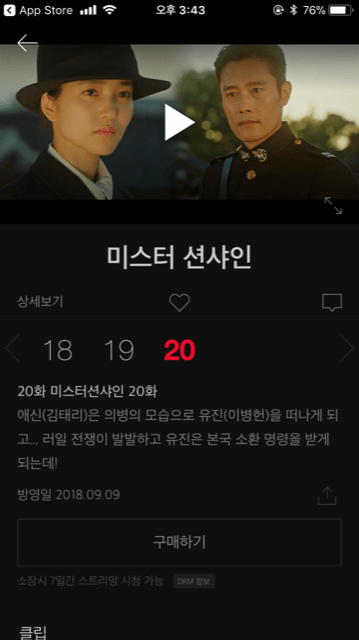 App Store 오후 3:43 76%
미스터 션샤인
상세보기
18 19 20
20화 미스터션샤인 20화
애신(김태리)은 의병의 모습으로 유진(이병헌)을 떠나게 되
고... 러일 전쟁이 발발하고 유진은 본국 소환 명령을 받게
되는데!
방영일 2018.09.09
구매하기
소장시 7일간 스트리밍 시청 가능 DRM 정보
클립